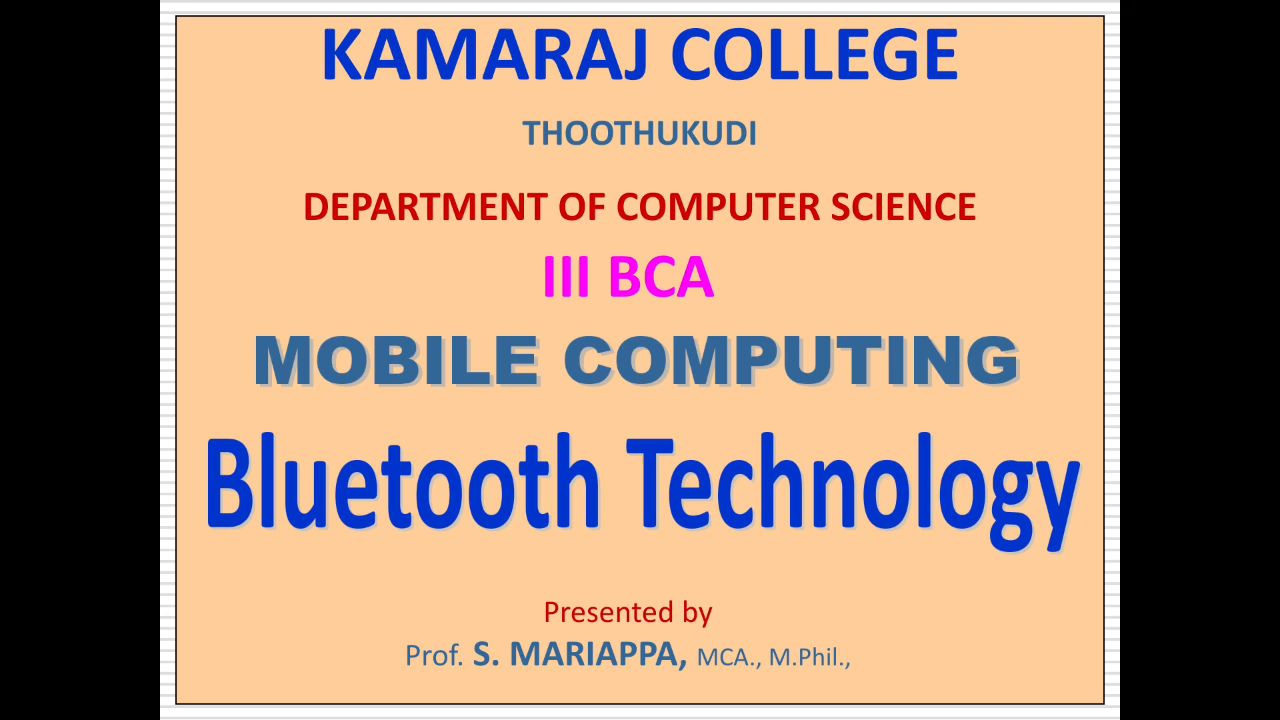 KAMARAJ COLLEGE
THOOTHUKUDI
DEPARTMENT OF COMPUTER SCIENCE
III BCA
MOBILE COMPUTING
Bluetooth Technology
Presented by
Prof. S. MARIAPPA, MCA., M.Phil.,